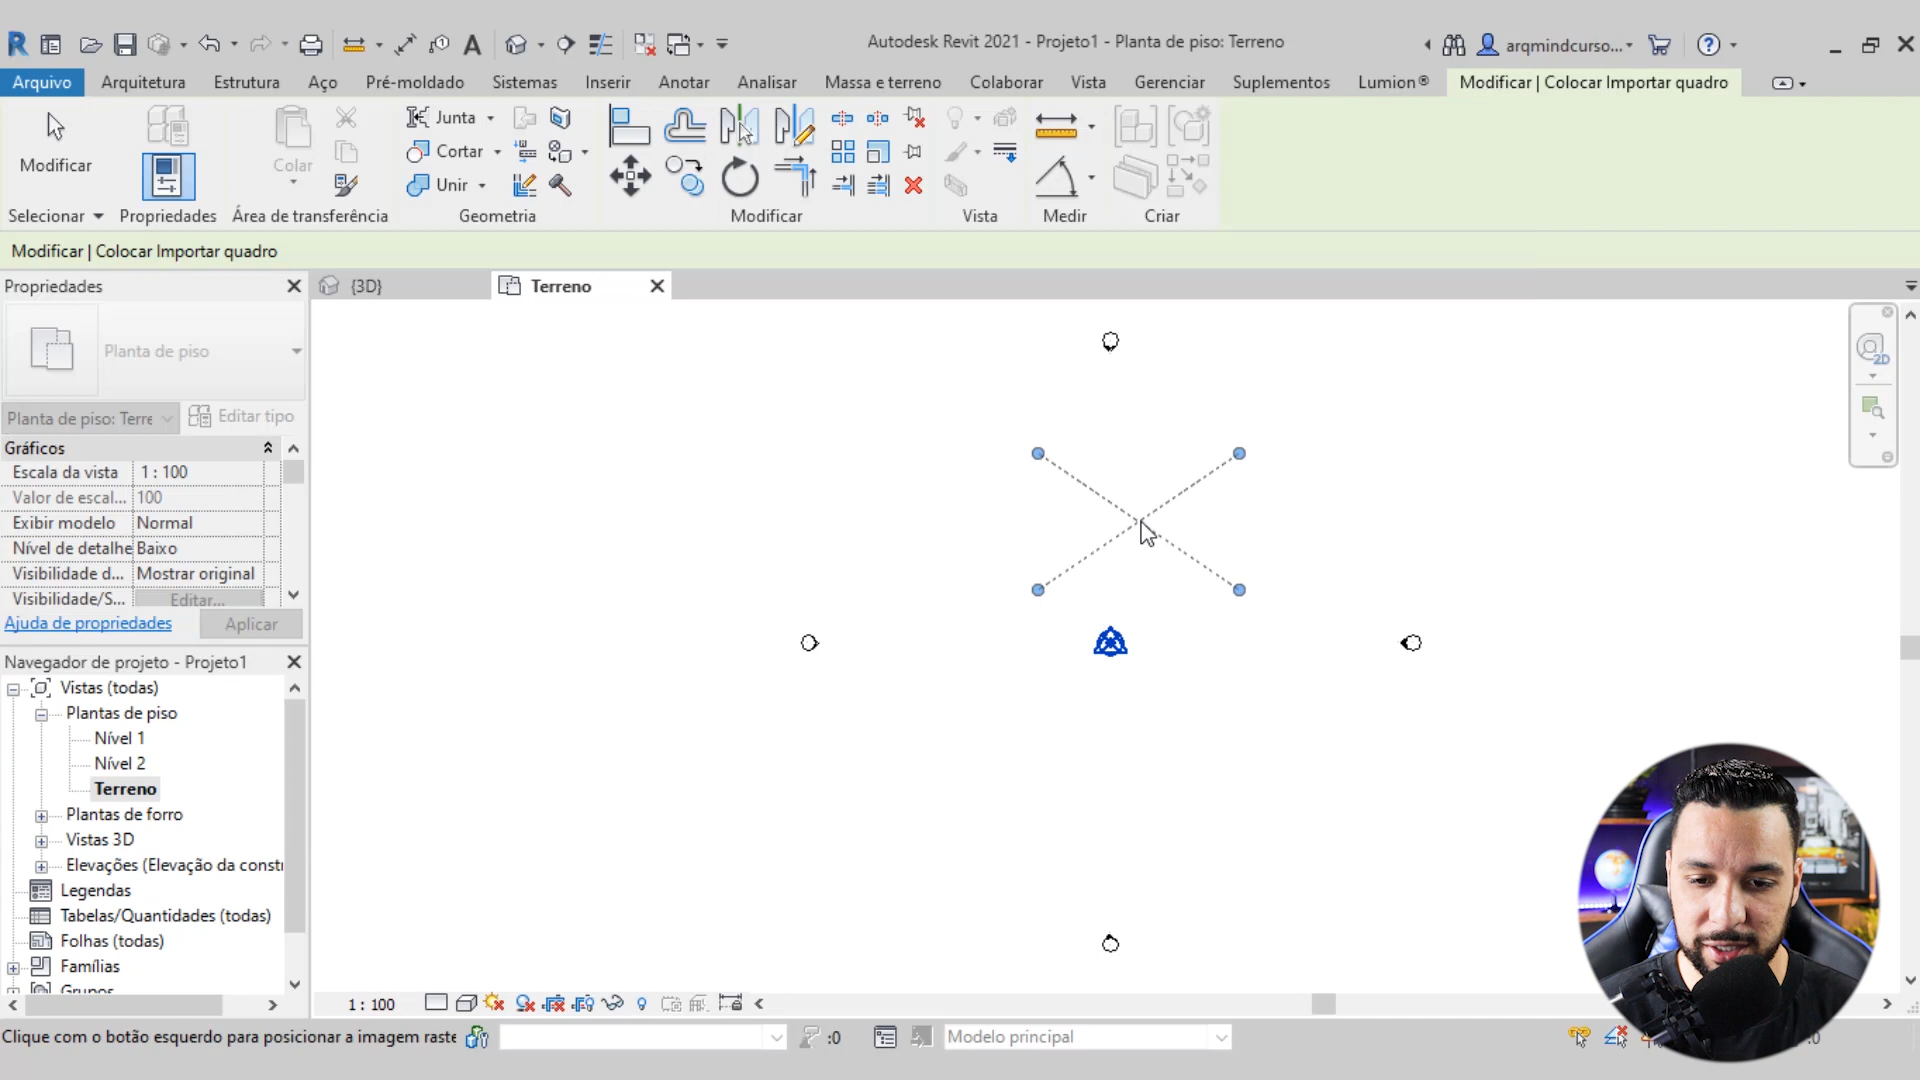 Autodesk Revit 2021 - Projeto1 - Planta de piso: Terreno
arqmindcurso...
Arquivo Arquitetura Estrutura Aço Pré-moldado Sistemas Inserir Anotar Analisar Massa e terreno Colaborar Vista Gerenciar Suplementos Lumion® Modificar | Colocar Importar quadro
Modificar
Colar
Junta
Cortar
Unir
Selecionar Propriedades Área de transferência Geometria Modificar Vista Medir Criar
Modificar | Colocar Importar quadro
Propriedades
{3D}
Terreno
Planta de piso
Planta de piso: Terre
Editar tipo
Gráficos
Escala da vista 1 : 100
Valor de escal... 100
Exibir modelo Normal
Nível de detalhe Baixo
Visibilidade d... Mostrar original
Visibilidade/S... Editar...
Ajuda de propriedades Aplicar
Navegador de projeto - Projeto1
Vistas (todas)
Plantas de piso
Nível 1
Nível 2
Terreno
Plantas de forro
Vistas 3D
Elevações (Elevação da constr
Legendas
Tabelas/Quantidades (todas)
Folhas (todas)
Famílias
Grupos
2D
1 : 100
Clique com o botão esquerdo para posicionar a imagem raste
:0
Modelo principal
:0